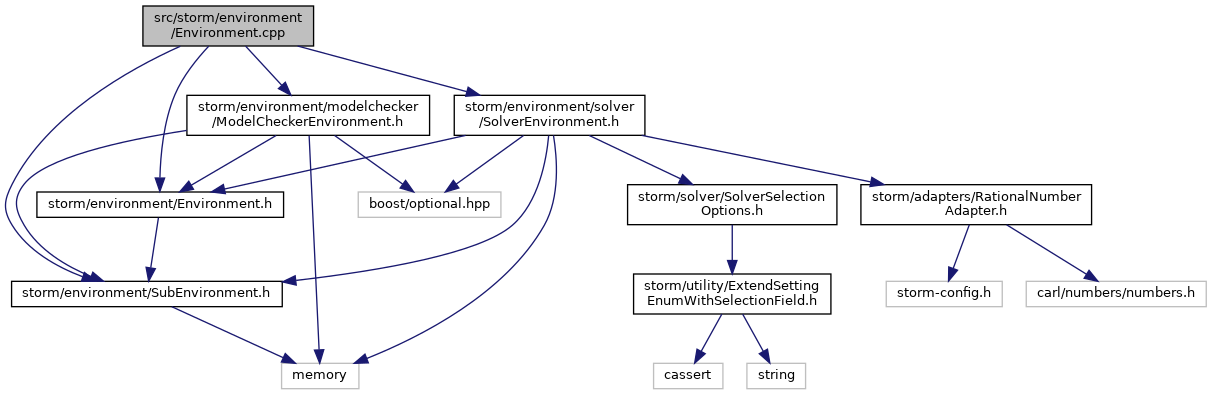 src/storm/environment
/Environment.cpp
storm/environment/modelchecker
/ModelCheckerEnvironment.h
storm/environment/solver
/SolverEnvironment.h
storm/environment/Environment.h
boost/optional.hpp
storm/solver/SolverSelection
Options.h
storm/adapters/RationalNumber
Adapter.h
storm/environment/SubEnvironment.h
storm/utility/ExtendSetting
EnumWithSelectionField.h
storm-config.h
carl/numbers/numbers.h
memory
cassert
string